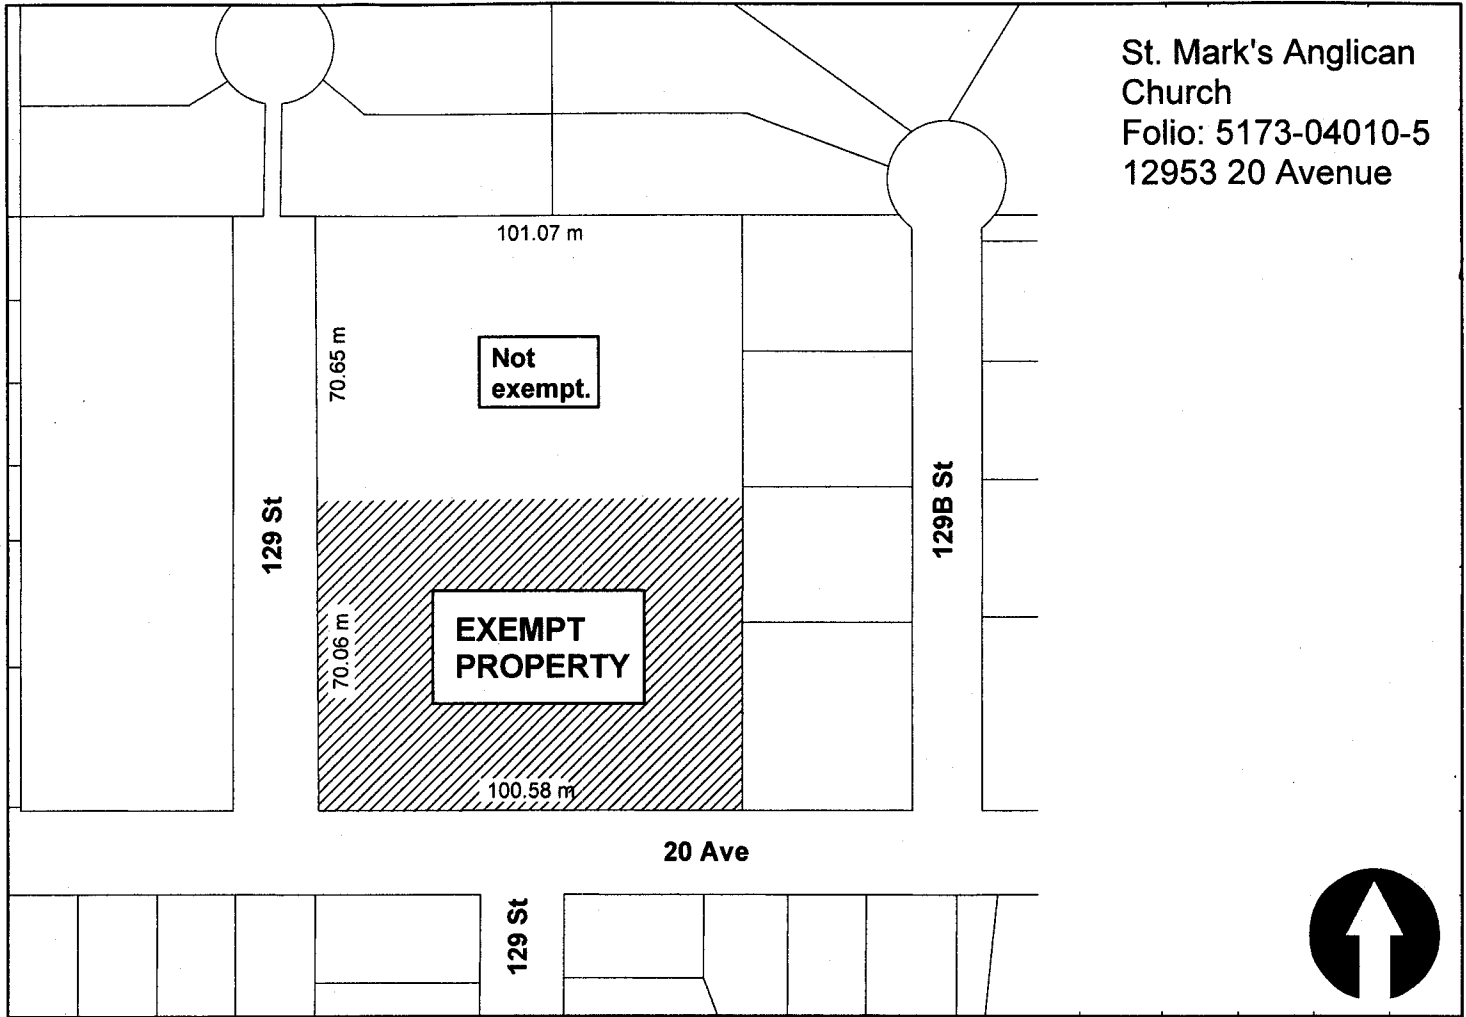 St. Mark's Anglican
Church
Folio: 5173-04010-5
12953 20 Avenue
101.07 m
70.65 m
Not
exempt.
129 St
129B St
70.06 m
EXEMPT
PROPERTY
100.58 m
20 Ave
129 St